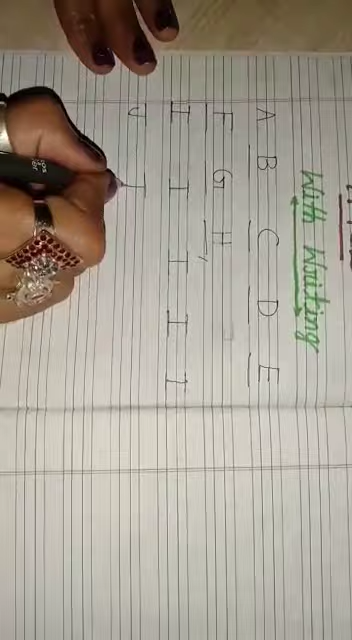 With Writing
A B C D E
F G H
I I I I I
J